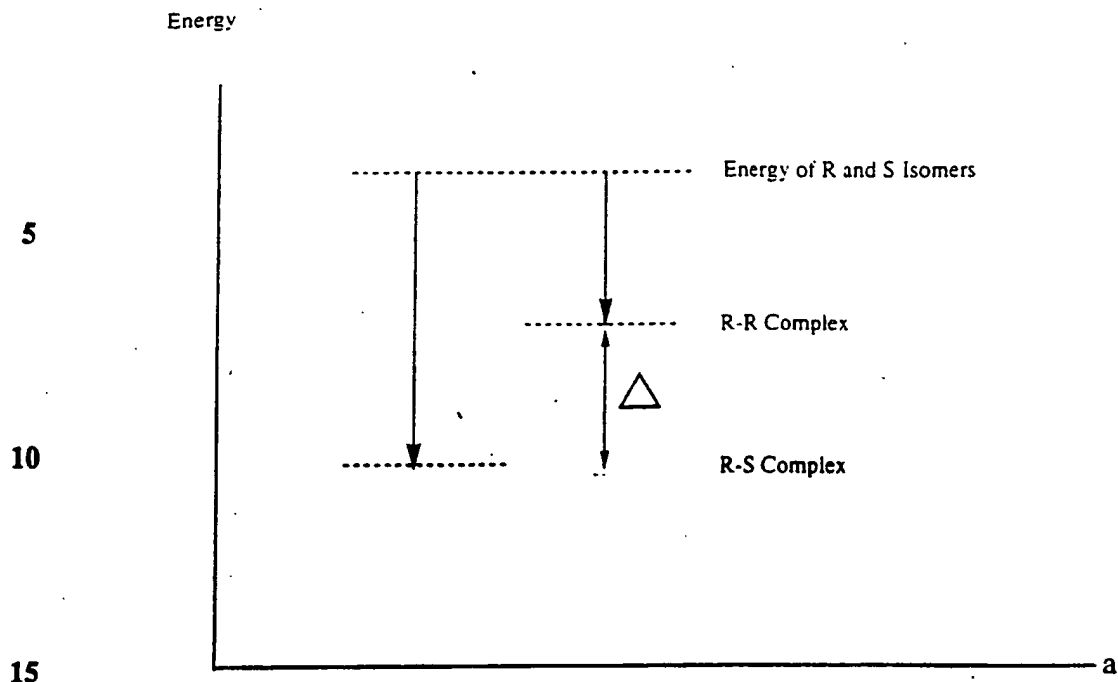 Energy
Energy of R and S Isomers
5
R-R Complex
△
10
R-S Complex
15
a